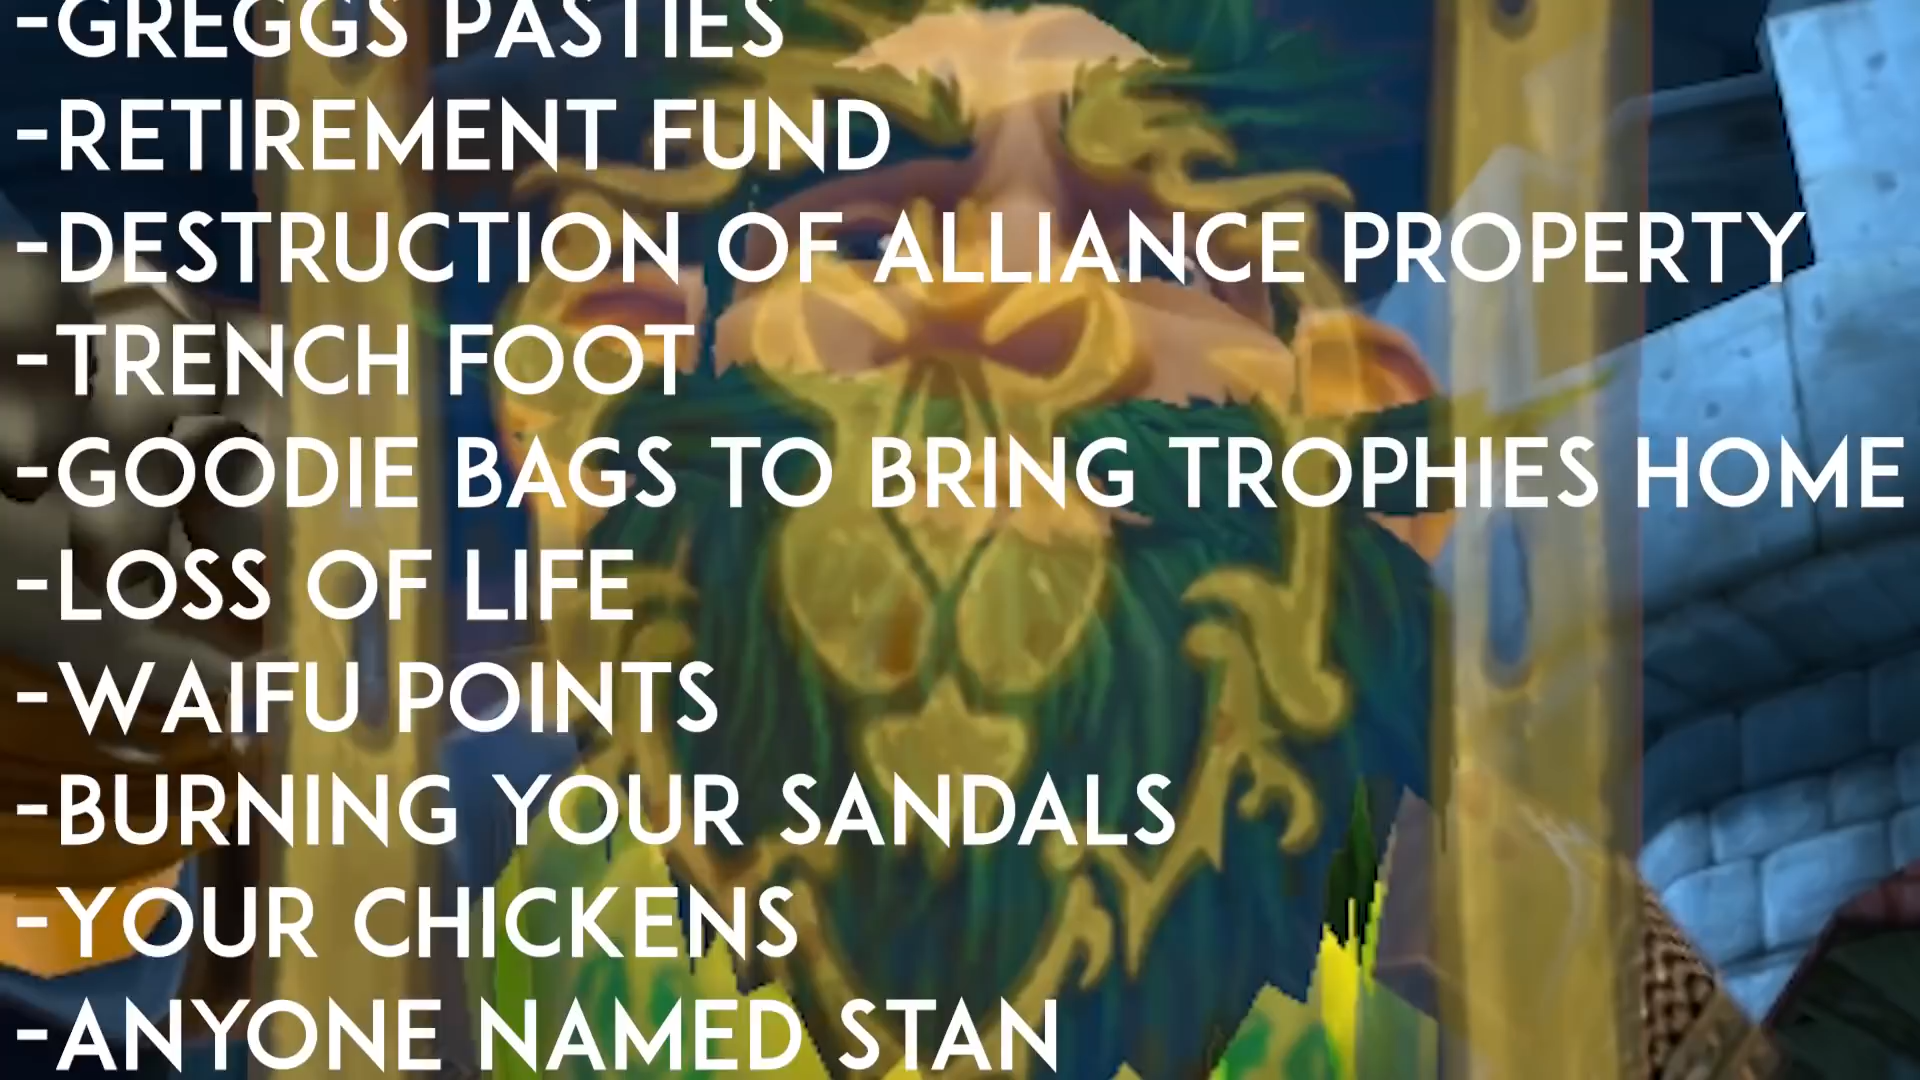 -GREGGS PASTIES
-RETIREMENT FUND
-DESTRUCTION OF ALLIANCE PROPERTY
-TRENCH FOOT
-GOODIE BAGS TO BRING TROPHIES HOME
-LOSS OF LIFE
-WAIFU POINTS
-BURNING YOUR SANDALS
-YOUR CHICKENS
-ANYONE NAMED STAN